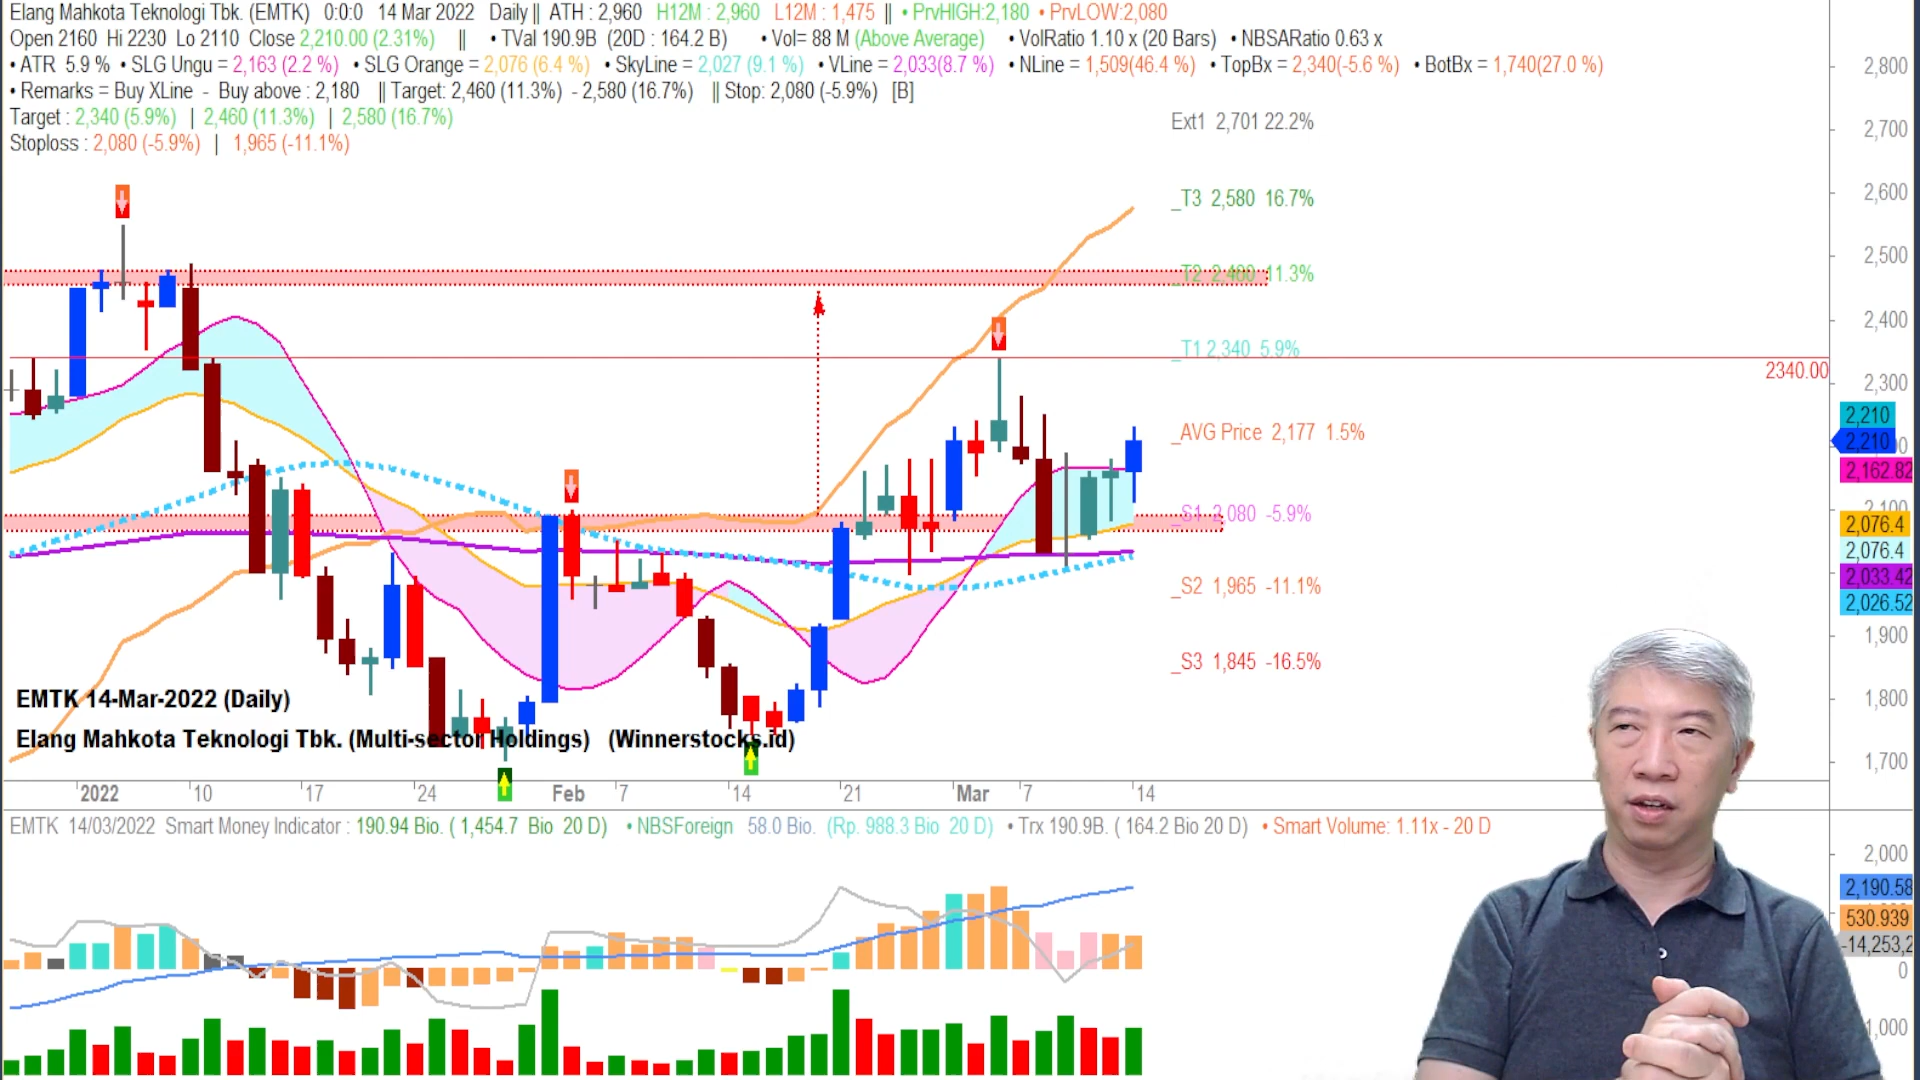 Elang Mahkota Teknologi Tbk. (EMTK) 0:0:0 14 Mar 2022 Daily || ATH : 2,960 H12M : 2,960 L12M : 1,475 || • PrvHIGH:2,180 • PrvLOW:2,080
Open 2160 Hi 2230 Lo 2110 Close 2,210.00 (2.31%) || • TVal 190.9B (20D : 164.2 B) • Vol= 88 M (Above Average) • VolRatio 1.10 x (20 Bars) • NBSARatio 0.63 x
• ATR 5.9 % • SLG Ungu = 2,163 (2.2 %) • SLG Orange = 2,076 (6.4 %) • SkyLine = 2,027 (9.1 %) • VLine = 2,033(8.7 %) • NLine = 1,509(46.4 %) • TopBx = 2,340(-5.6 %) • BotBx = 1,740(27.0 %)
• Remarks = Buy XLine - Buy above : 2,180 || Target: 2,460 (11.3%) - 2,580 (16.7%) || Stop: 2,080 (-5.9%) [B]
Target : 2,340 (5.9%) | 2,460 (11.3%) | 2,580 (16.7%)
Stoploss : 2,080 (-5.9%) | 1,965 (-11.1%)
Ext1 2,701 22.2%
_T3 2,580 16.7%
_T2 2,460 11.3%
_T1 2,340 5.9%
2340.00
_AVG Price 2,177 1.5%
_S1 2,080 -5.9%
_S2 1,965 -11.1%
_S3 1,845 -16.5%
2,800
2,700
2,600
2,500
2,400
2,300
2,210
2,210
2,162.82
2,100
2,076.4
2,076.4
2,033.42
2,026.52
1,900
1,800
1,700
EMTK 14-Mar-2022 (Daily)
Elang Mahkota Teknologi Tbk. (Multi-sector Holdings) (Winnerstocks.id)
2022 10 17 24 Feb 7 14 21 Mar 7 14
EMTK 14/03/2022 Smart Money Indicator : 190.94 Bio. ( 1,454.7 Bio 20 D) • NBSForeign 58.0 Bio. (Rp. 988.3 Bio 20 D) • Trx 190.9B. ( 164.2 Bio 20 D) • Smart Volume: 1.11x - 20 D
2,000
2,190.58
530.939
-14,253.2
0